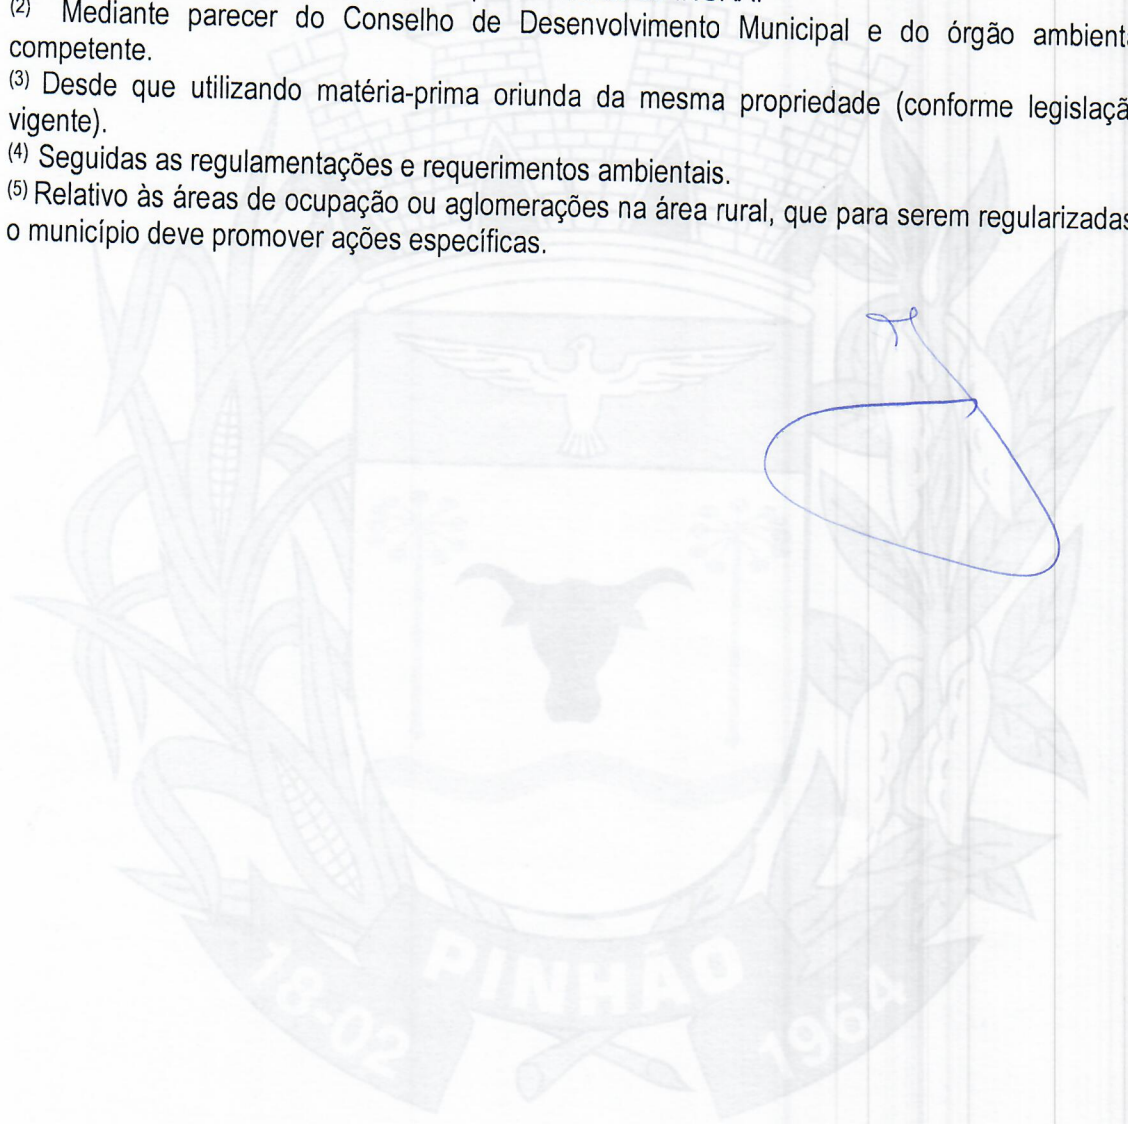 (2) Mediante parecer do Conselho de Desenvolvimento Municipal e do órgão ambienta
competente.
(3) Desde que utilizando matéria-prima oriunda da mesma propriedade (conforme legislaçã
vigente).
(4) Seguidas as regulamentações e requerimentos ambientais.
(5) Relativo às áreas de ocupação ou aglomerações na área rural, que para serem regularizadas
o município deve promover ações específicas.
PINHÃO
18-02
1964